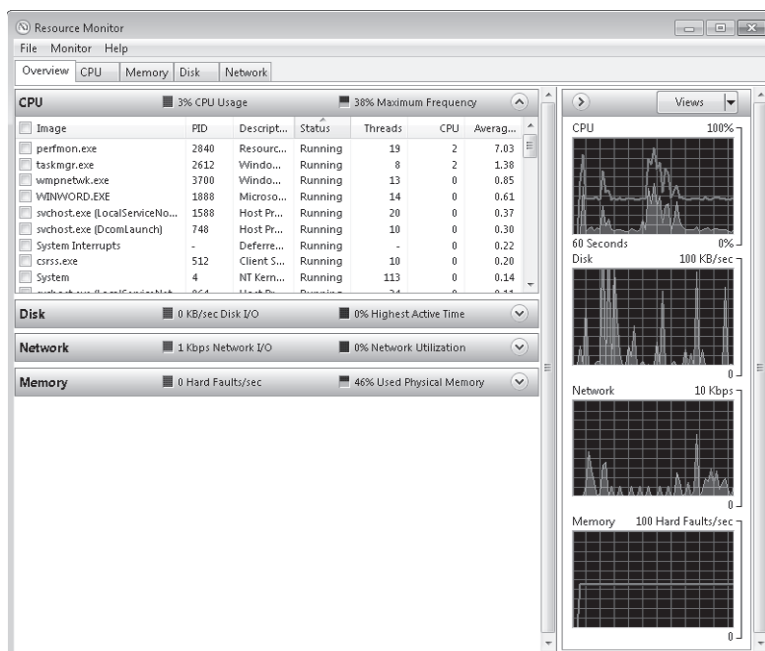 Resource Monitor
File Monitor Help
Overview CPU Memory Disk Network
CPU 3% CPU Usage 38% Maximum Frequency
Image PID Descript... Status Threads CPU Averag...
perfmon.exe 2840 Resourc... Running 19 2 7.03
taskmgr.exe 2612 Windo... Running 8 2 1.38
wmpnetwk.exe 3700 Windo... Running 13 0 0.85
WINWORD.EXE 1888 Microso... Running 14 0 0.61
svchost.exe (LocalServiceNo... 1588 Host Pr... Running 20 0 0.37
svchost.exe (DcomLaunch) 748 Host Pr... Running 10 0 0.30
System Interrupts - Deferre... Running - 0 0.22
csrss.exe 512 Client S... Running 10 0 0.20
System 4 NT Kern... Running 113 0 0.14
Disk 0 KB/sec Disk I/O 0% Highest Active Time
Network 1 Kbps Network I/O 0% Network Utilization
Memory 0 Hard Faults/sec 46% Used Physical Memory
Views
CPU 100%
60 Seconds 0%
Disk 100 KB/sec
0
Network 10 Kbps
0
Memory 100 Hard Faults/sec
0